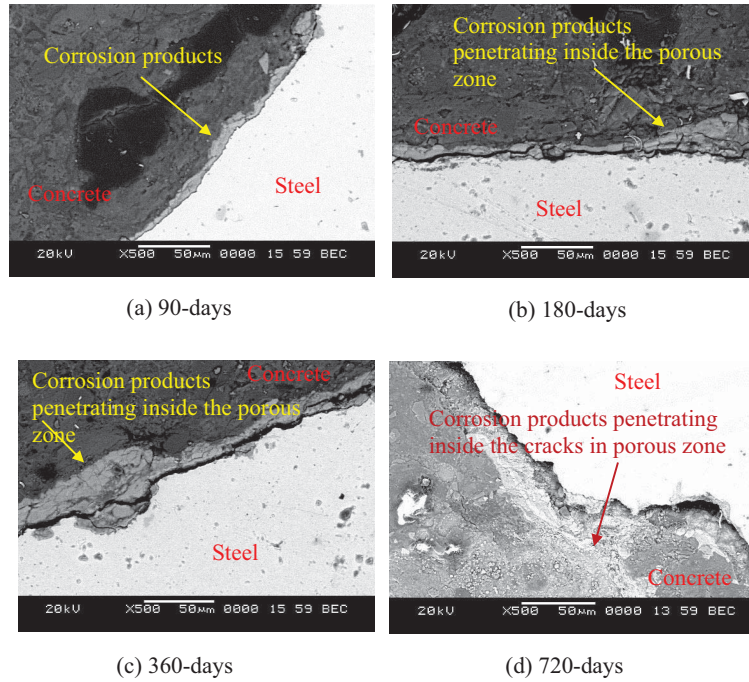 Corrosion products
Concrete
Steel
20kV X500 50µm 0000 15 59 BEC
(a) 90-days
Corrosion products
penetrating inside the porous
zone
Concrete
Steel
20kV X500 50µm 0000 15 59 BEC
(b) 180-days
Concrete
Corrosion products
penetrating inside the porous
zone
Steel
20kV X500 50µm 0000 15 59 BEC
(c) 360-days
Steel
Corrosion products penetrating
inside the cracks in porous zone
Concrete
20kV X500 50µm 0000 13 59 BEC
(d) 720-days